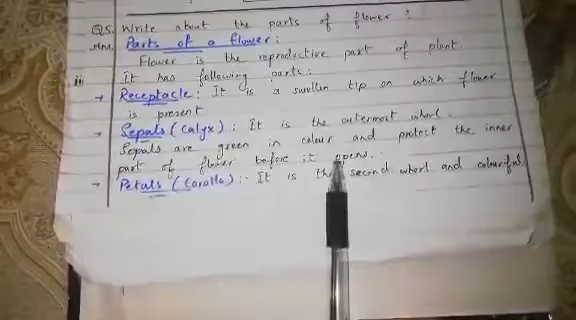 Q5. Write about the parts of flower?
Parts of a flower:
Flower is the reproductive part of plant.
iii It has following parts:
→ Receptacle: It is a swollen tip on which flower
is present
→ Sepals (Calyx): It is the outermost whorl.
Sepals are green in colour and protect the inner
part of flower before it opens.
→ Petals (Corolla):- It is the second whorl and colourful